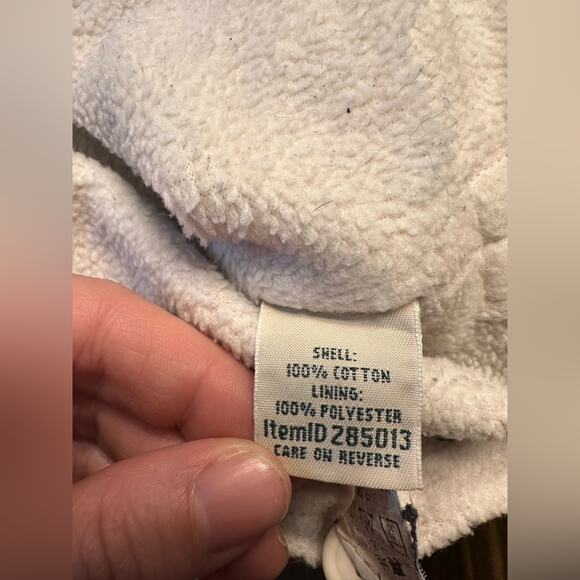 SHELL:
100% COTTON
LINING:
100% POLYESTER
ItemID 285013
CARE ON REVERSE